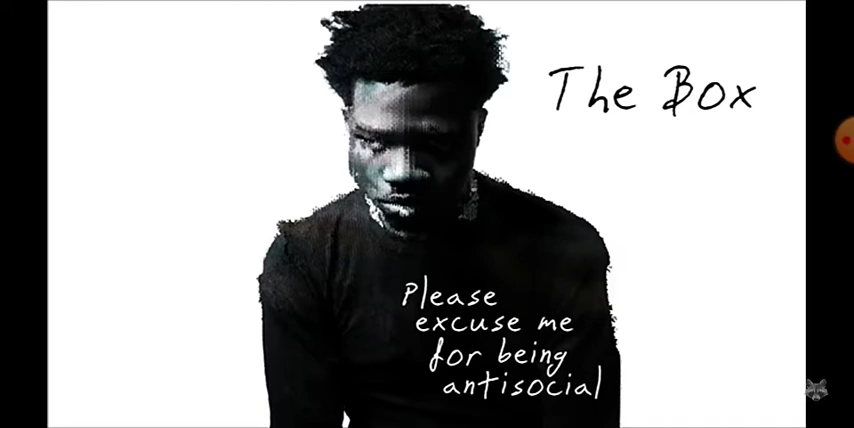 The Box
Please
excuse me
for being
antisocial